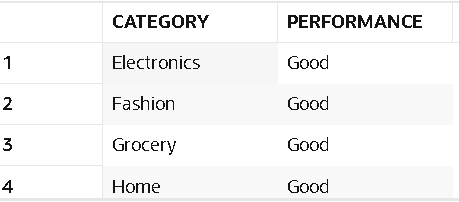 CATEGORY PERFORMANCE
1 Electronics Good
2 Fashion Good
3 Grocery Good
4 Home Good